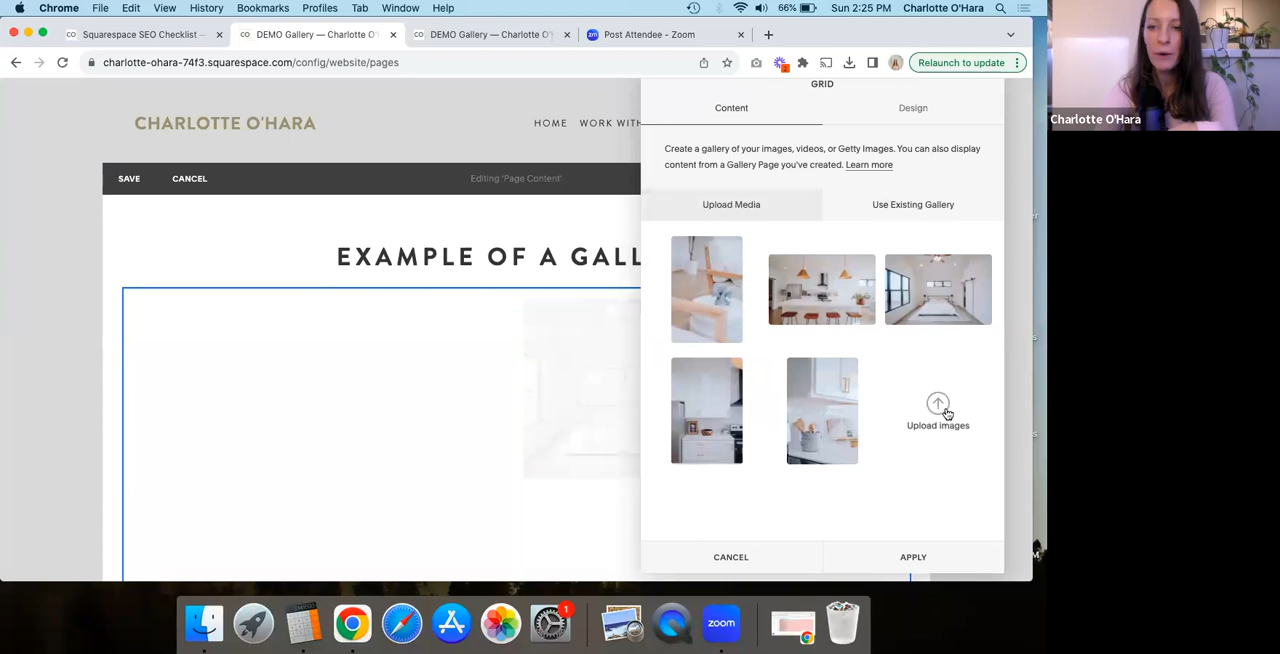 Chrome File Edit View History Bookmarks Profiles Tab Window Help 66% Sun 2:25 PM Charlotte O'Hara
Squarespace SEO Checklist — DEMO Gallery — Charlotte O' DEMO Gallery — Charlotte O' Post Attendee - Zoom
charlotte-ohara-74f3.squarespace.com/config/website/pages
2
Relaunch to update
GRID
Content Design
CHARLOTTE O'HARA
HOME WORK WITH
Charlotte O'Hara
Create a gallery of your images, videos, or Getty Images. You can also display
content from a Gallery Page you've created. Learn more
SAVE CANCEL Editing 'Page Content'
Upload Media Use Existing Gallery
EXAMPLE OF A GALL
Upload images
CANCEL APPLY
1
zoom